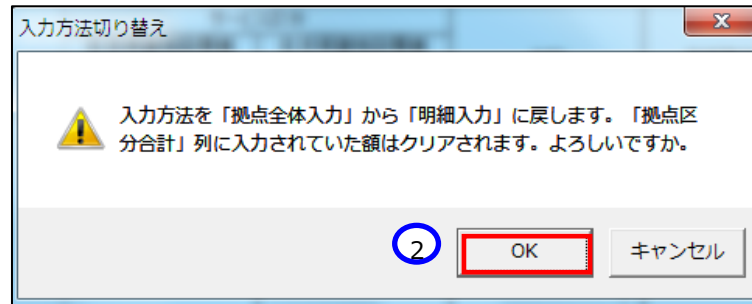 入力方法切り替え
入力方法を「拠点全体入力」から「明細入力」に戻します。「拠点区
分合計」列に入力されていた額はクリアされます。よろしいですか。
2
OK
キャンセル